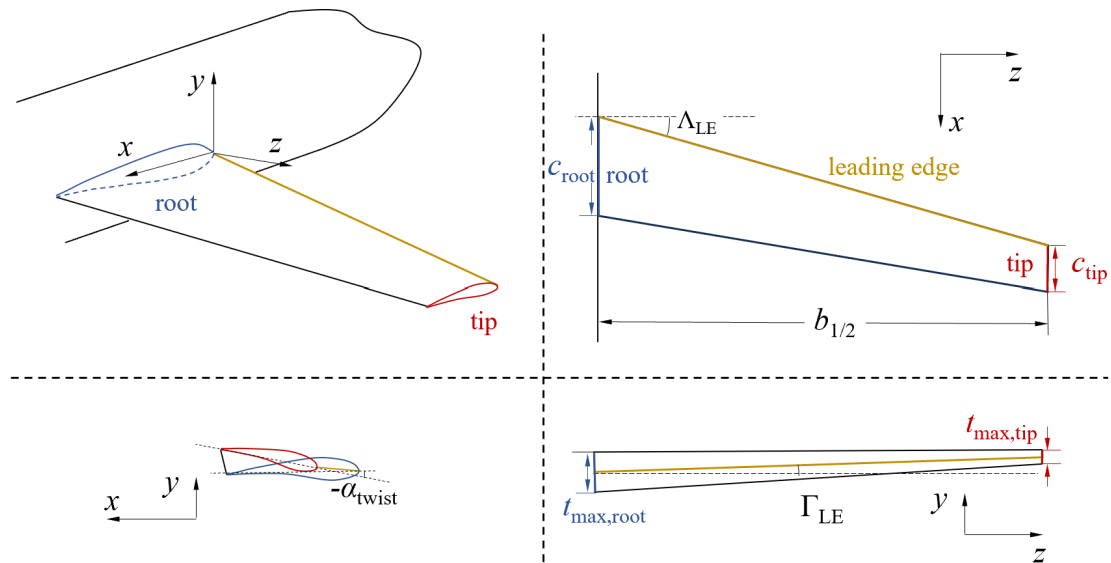 y
x
z
root
tip
z
x
Λ_LE
c_root root
leading edge
tip
c_tip
b_1/2
x
y
-α_twist
t_max,tip
t_max,root
Γ_LE
y
z